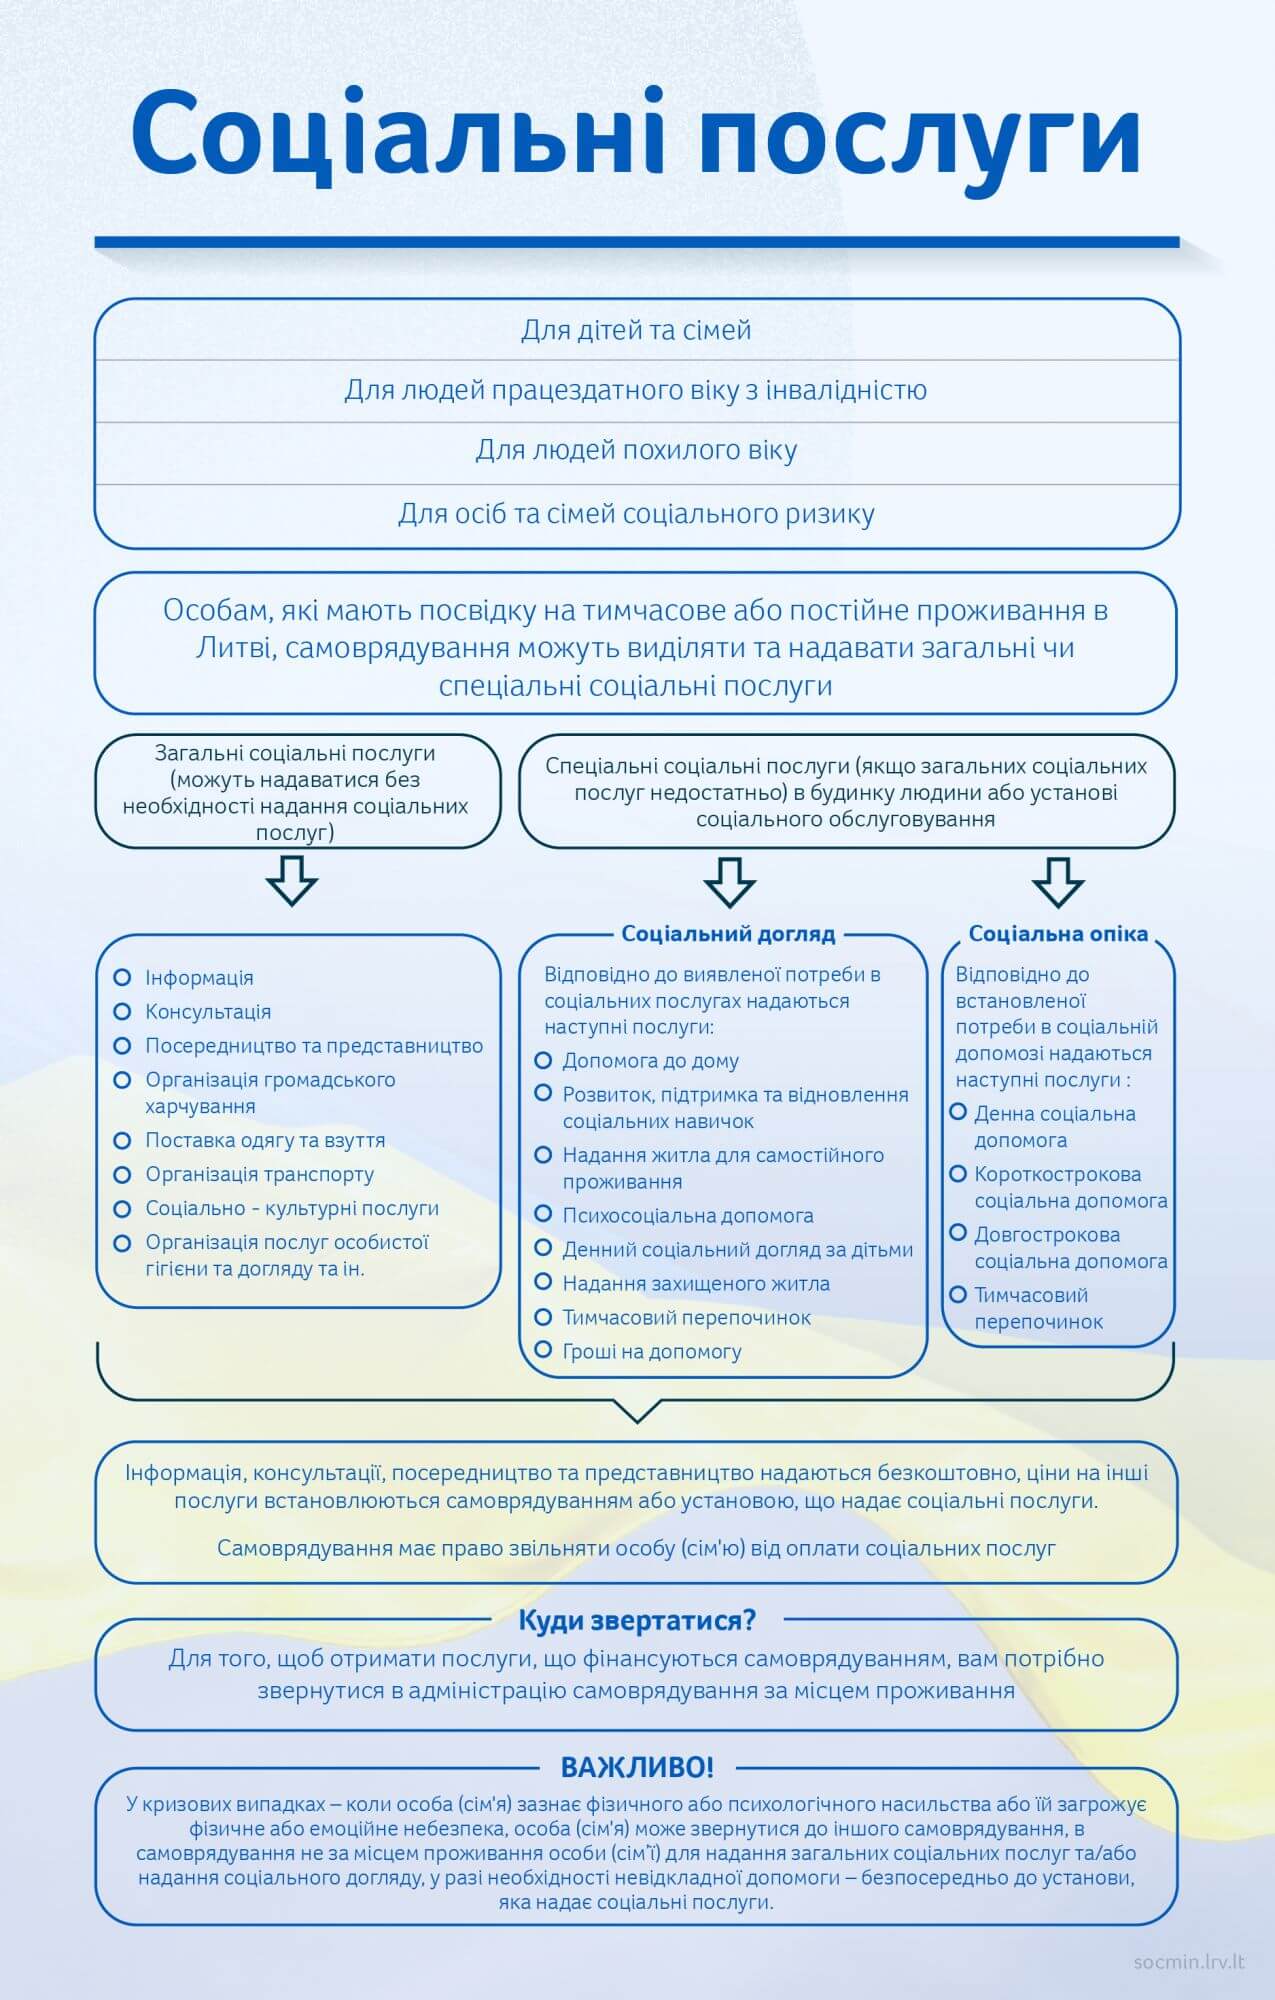 Соціальні послуги
Для дітей та сімей
Для людей працездатного віку з інвалідністю
Для людей похилого віку
Для осіб та сімей соціального ризику
Особам, які мають посвідку на тимчасове або постійне проживання в
Литві, самоврядування можуть виділяти та надавати загальні чи
спеціальні соціальні послуги
Загальні соціальні послуги
(можуть надаватися без
необхідності надання соціальних
послуг)
Спеціальні соціальні послуги (якщо загальних соціальних
послуг недостатньо) в будинку людини або установі
соціального обслуговування
Інформація
Консультація
Посередництво та представництво
Організація громадського
харчування
Поставка одягу та взуття
Організація транспорту
Соціально - культурні послуги
Організація послуг особистої
гігієни та догляду та ін.
Соціальний догляд
Відповідно до виявленої потреби в
соціальних послугах надаються
наступні послуги:
Допомога до дому
Розвиток, підтримка та відновлення
соціальних навичок
Надання житла для самостійного
проживання
Психосоціальна допомога
Денний соціальний догляд за дітьми
Надання захищеного житла
Тимчасовий перепочинок
Гроші на допомогу
Соціальна опіка
Відповідно до
встановленої
потреби в соціальній
допомозі надаються
наступні послуги :
Денна соціальна
допомога
Короткострокова
соціальна допомога
Довгострокова
соціальна допомога
Тимчасовий
перепочинок
Інформація, консультації, посередництво та представництво надаються безкоштовно, ціни на інші
послуги встановлюються самоврядуванням або установою, що надає соціальні послуги.
Самоврядування має право звільняти особу (сім'ю) від оплати соціальних послуг
Куди звертатися?
Для того, щоб отримати послуги, що фінансуються самоврядуванням, вам потрібно
звернутися в адміністрацію самоврядування за місцем проживання
ВАЖЛИВО!
У кризових випадках – коли особа (сім'я) зазнає фізичного або психологічного насильства або їй загрожує
фізичне або емоційне небезпека, особа (сім'я) може звернутися до іншого самоврядування, в
самоврядування не за місцем проживання особи (сім'ї) для надання загальних соціальних послуг та/або
надання соціального догляду, у разі необхідності невідкладної допомоги – безпосередньо до установи,
яка надає соціальні послуги.
socmin.lrv.lt